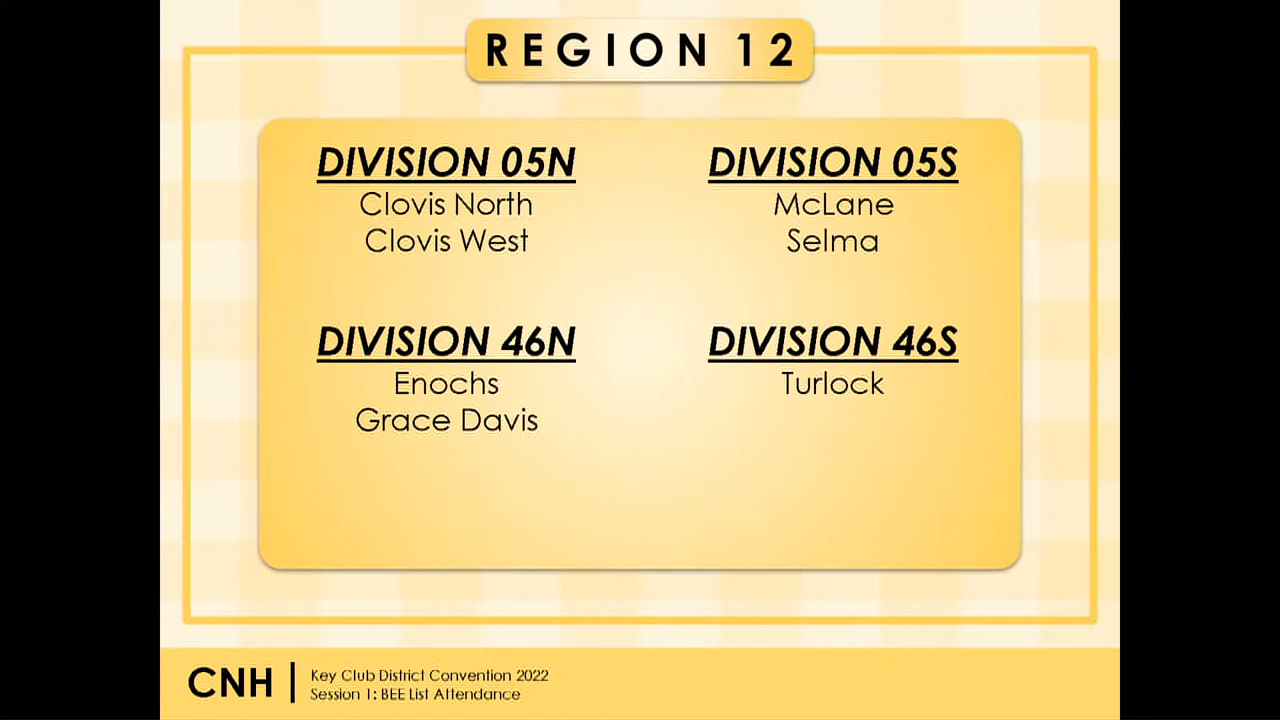 REGION 12
DIVISION 05N
Clovis North
Clovis West
DIVISION 05S
McLane
Selma
DIVISION 46N
Enochs
Grace Davis
DIVISION 46S
Turlock
CNH
Key Club District Convention 2022
Session 1: BEE List Attendance